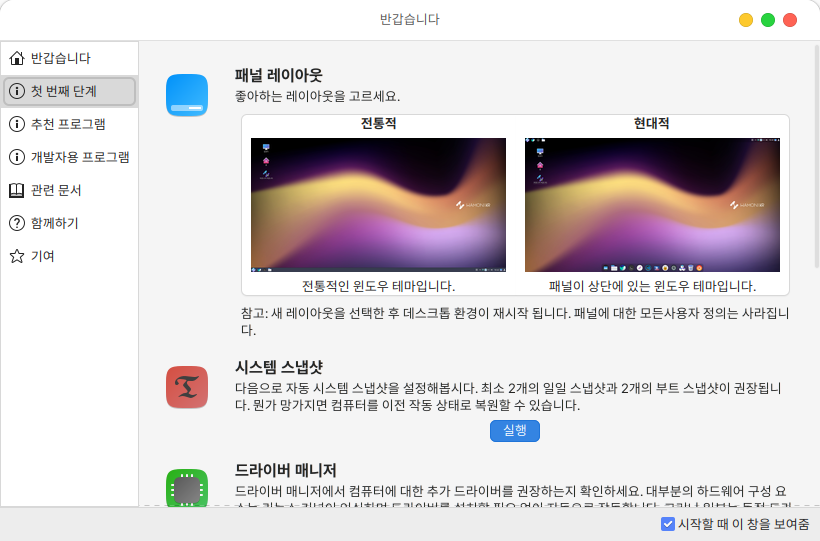 반갑습니다
반갑습니다
첫 번째 단계
추천 프로그램
개발자용 프로그램
관련 문서
함께하기
기여
패널 레이아웃
좋아하는 레이아웃을 고르세요.
전통적
현대적
전통적인 윈도우 테마입니다.
패널이 상단에 있는 윈도우 테마입니다.
참고: 새 레이아웃을 선택한 후 데스크톱 환경이 재시작 됩니다. 패널에 대한 모든사용자 정의는 사라집니
다.
시스템 스냅샷
다음으로 자동 시스템 스냅샷을 설정해봅시다. 최소 2개의 일일 스냅샷과 2개의 부트 스냅샷이 권장됩니
다. 뭔가 망가지면 컴퓨터를 이전 작동 상태로 복원할 수 있습니다.
실행
드라이버 매니저
드라이버 매니저에서 컴퓨터에 대한 추가 드라이버를 권장하는지 확인하세요. 대부분의 하드웨어 구성 요
시작할 때 이 창을 보여줌